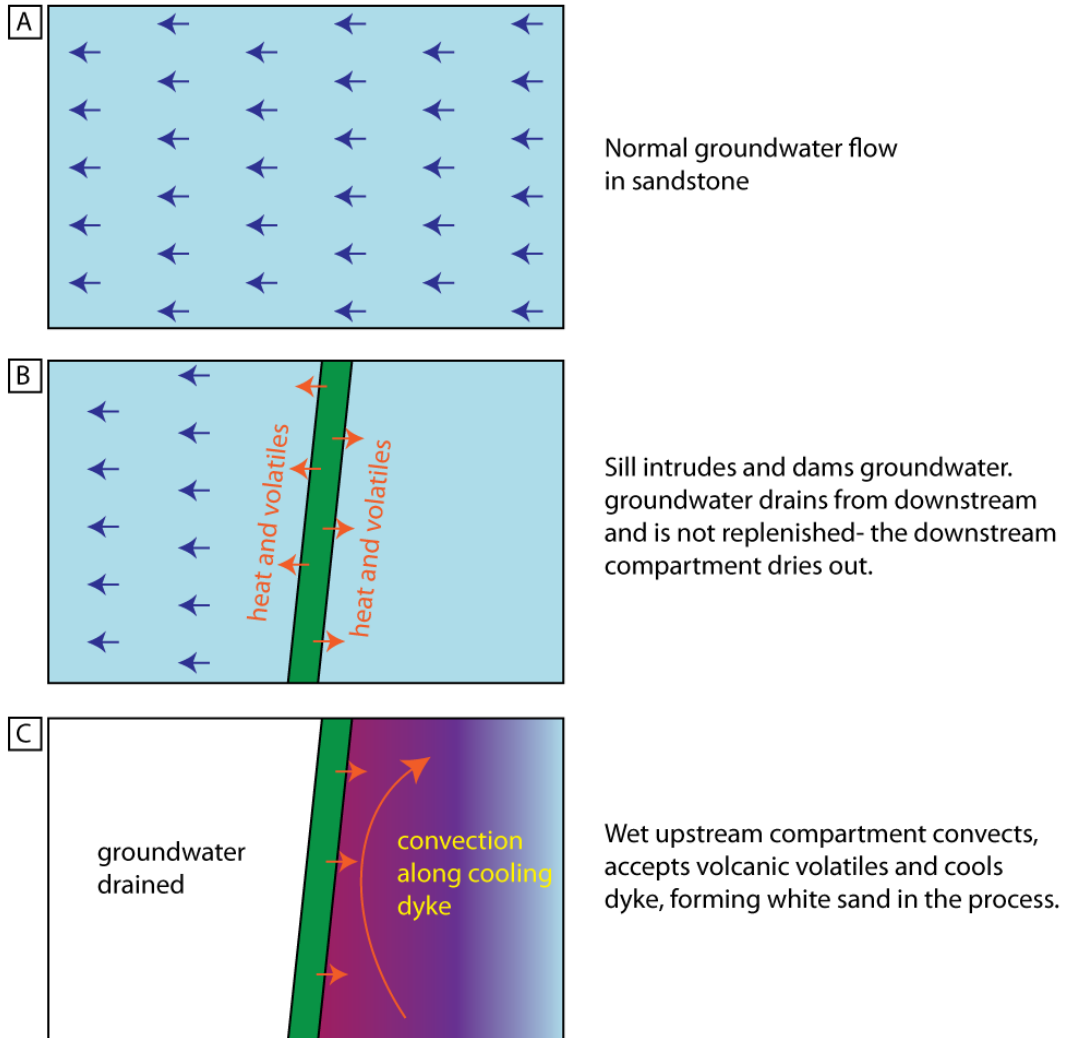 A
Normal groundwater flow
in sandstone
B
heat and volatiles
heat and volatiles
Sill intrudes and dams groundwater.
groundwater drains from downstream
and is not replenished- the downstream
compartment dries out.
C
groundwater
drained
convection
along cooling
dyke
Wet upstream compartment convects,
accepts volcanic volatiles and cools
dyke, forming white sand in the process.